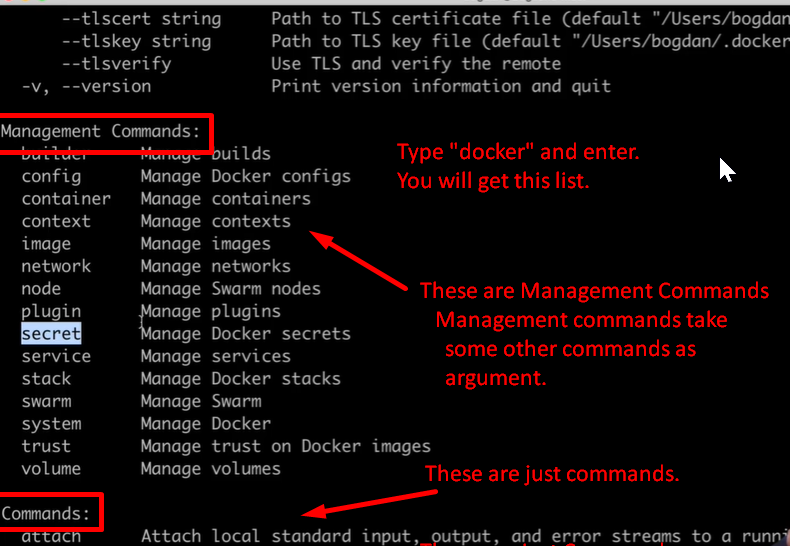 --tlscert string Path to TLS certificate file (default "/Users/bogdan
--tlskey string Path to TLS key file (default "/Users/bogdan/.docker
--tlsverify Use TLS and verify the remote
-v, --version Print version information and quit
Management Commands:
builder Manage builds
config Manage Docker configs
container Manage containers
context Manage contexts
image Manage images
network Manage networks
node Manage Swarm nodes
plugin Manage plugins
secret Manage Docker secrets
service Manage services
stack Manage Docker stacks
swarm Manage Swarm
system Manage Docker
trust Manage trust on Docker images
volume Manage volumes
Type "docker" and enter.
You will get this list.
These are Management Commands
Management commands take
some other commands as
argument.
These are just commands.
Commands:
attach Attach local standard input, output, and error streams to a runni